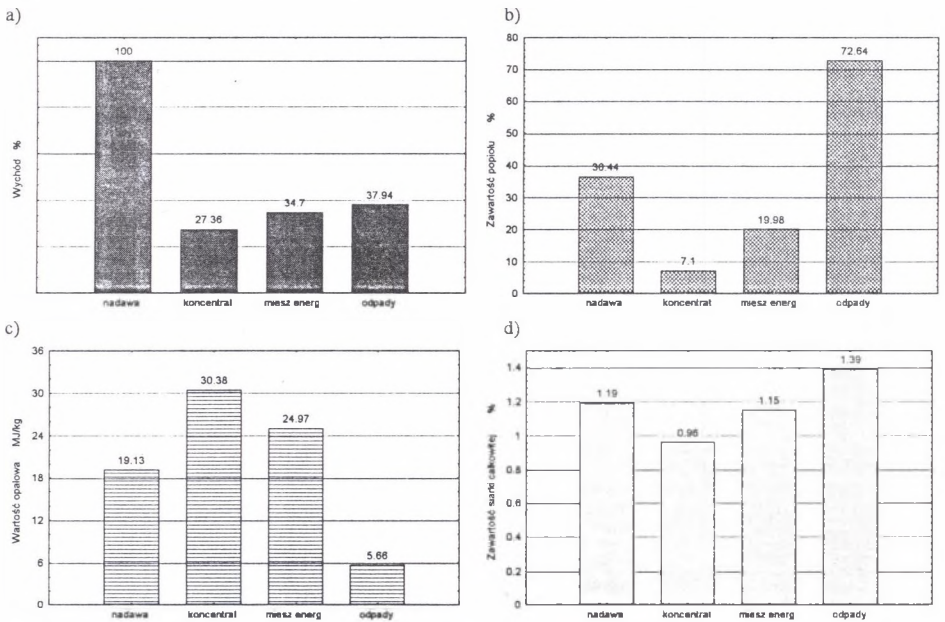 a)
Wychód %
100
27 36
34.7
37.94
nadawa
koncentrat
miesz energ
odpady
b)
Zawartość popiołu %
80
70
60
50
40
30
20
10
0
36.44
7.1
19.98
72.64
nadawa
koncentrat
miesz energ
odpady
c)
Wartość opałowa MJ/kg
36
30
24
18
12
6
0
19.13
30.38
24.97
5.66
nadawa
koncentrat
miesz energ
odpady
d)
Zawartość siarki całkowitej %
1.4
1.2
1
0.8
0.6
0.4
0.2
0
1.19
0.96
1.15
1.39
nadawa
koncentrat
miesz energ
odpady